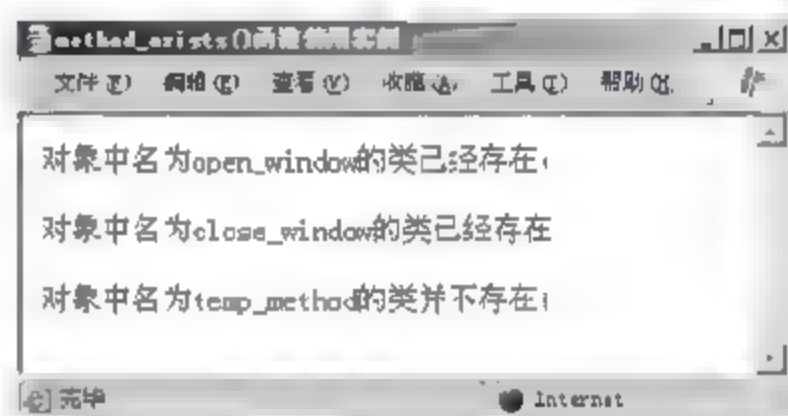 method_exists()函数使用实例
文件(F) 编辑(E) 查看(V) 收藏(A) 工具(T) 帮助(H)
对象中名为open_window的类已经存在!
对象中名为close_window的类已经存在
对象中名为temp_method的类并不存在!
完毕 Internet